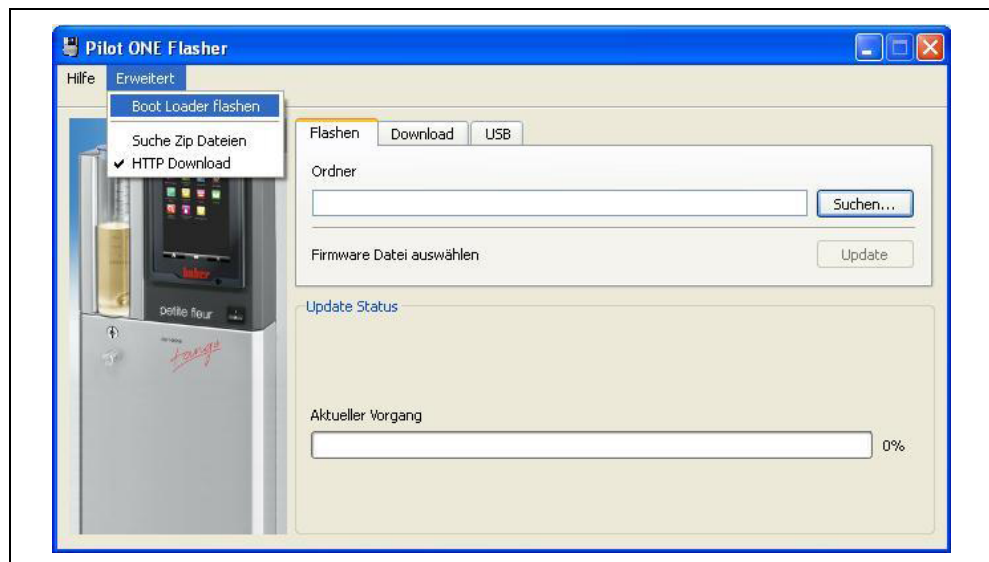 Pilot ONE Flasher
Hilfe Erweitert
Boot Loader flashen
Suche Zip Dateien
HTTP Download
Flashen Download USB
Ordner
Suchen...
Firmware Datei auswählen
Update
Update Status
Aktueller Vorgang
0%
huber
petite fleur
tango